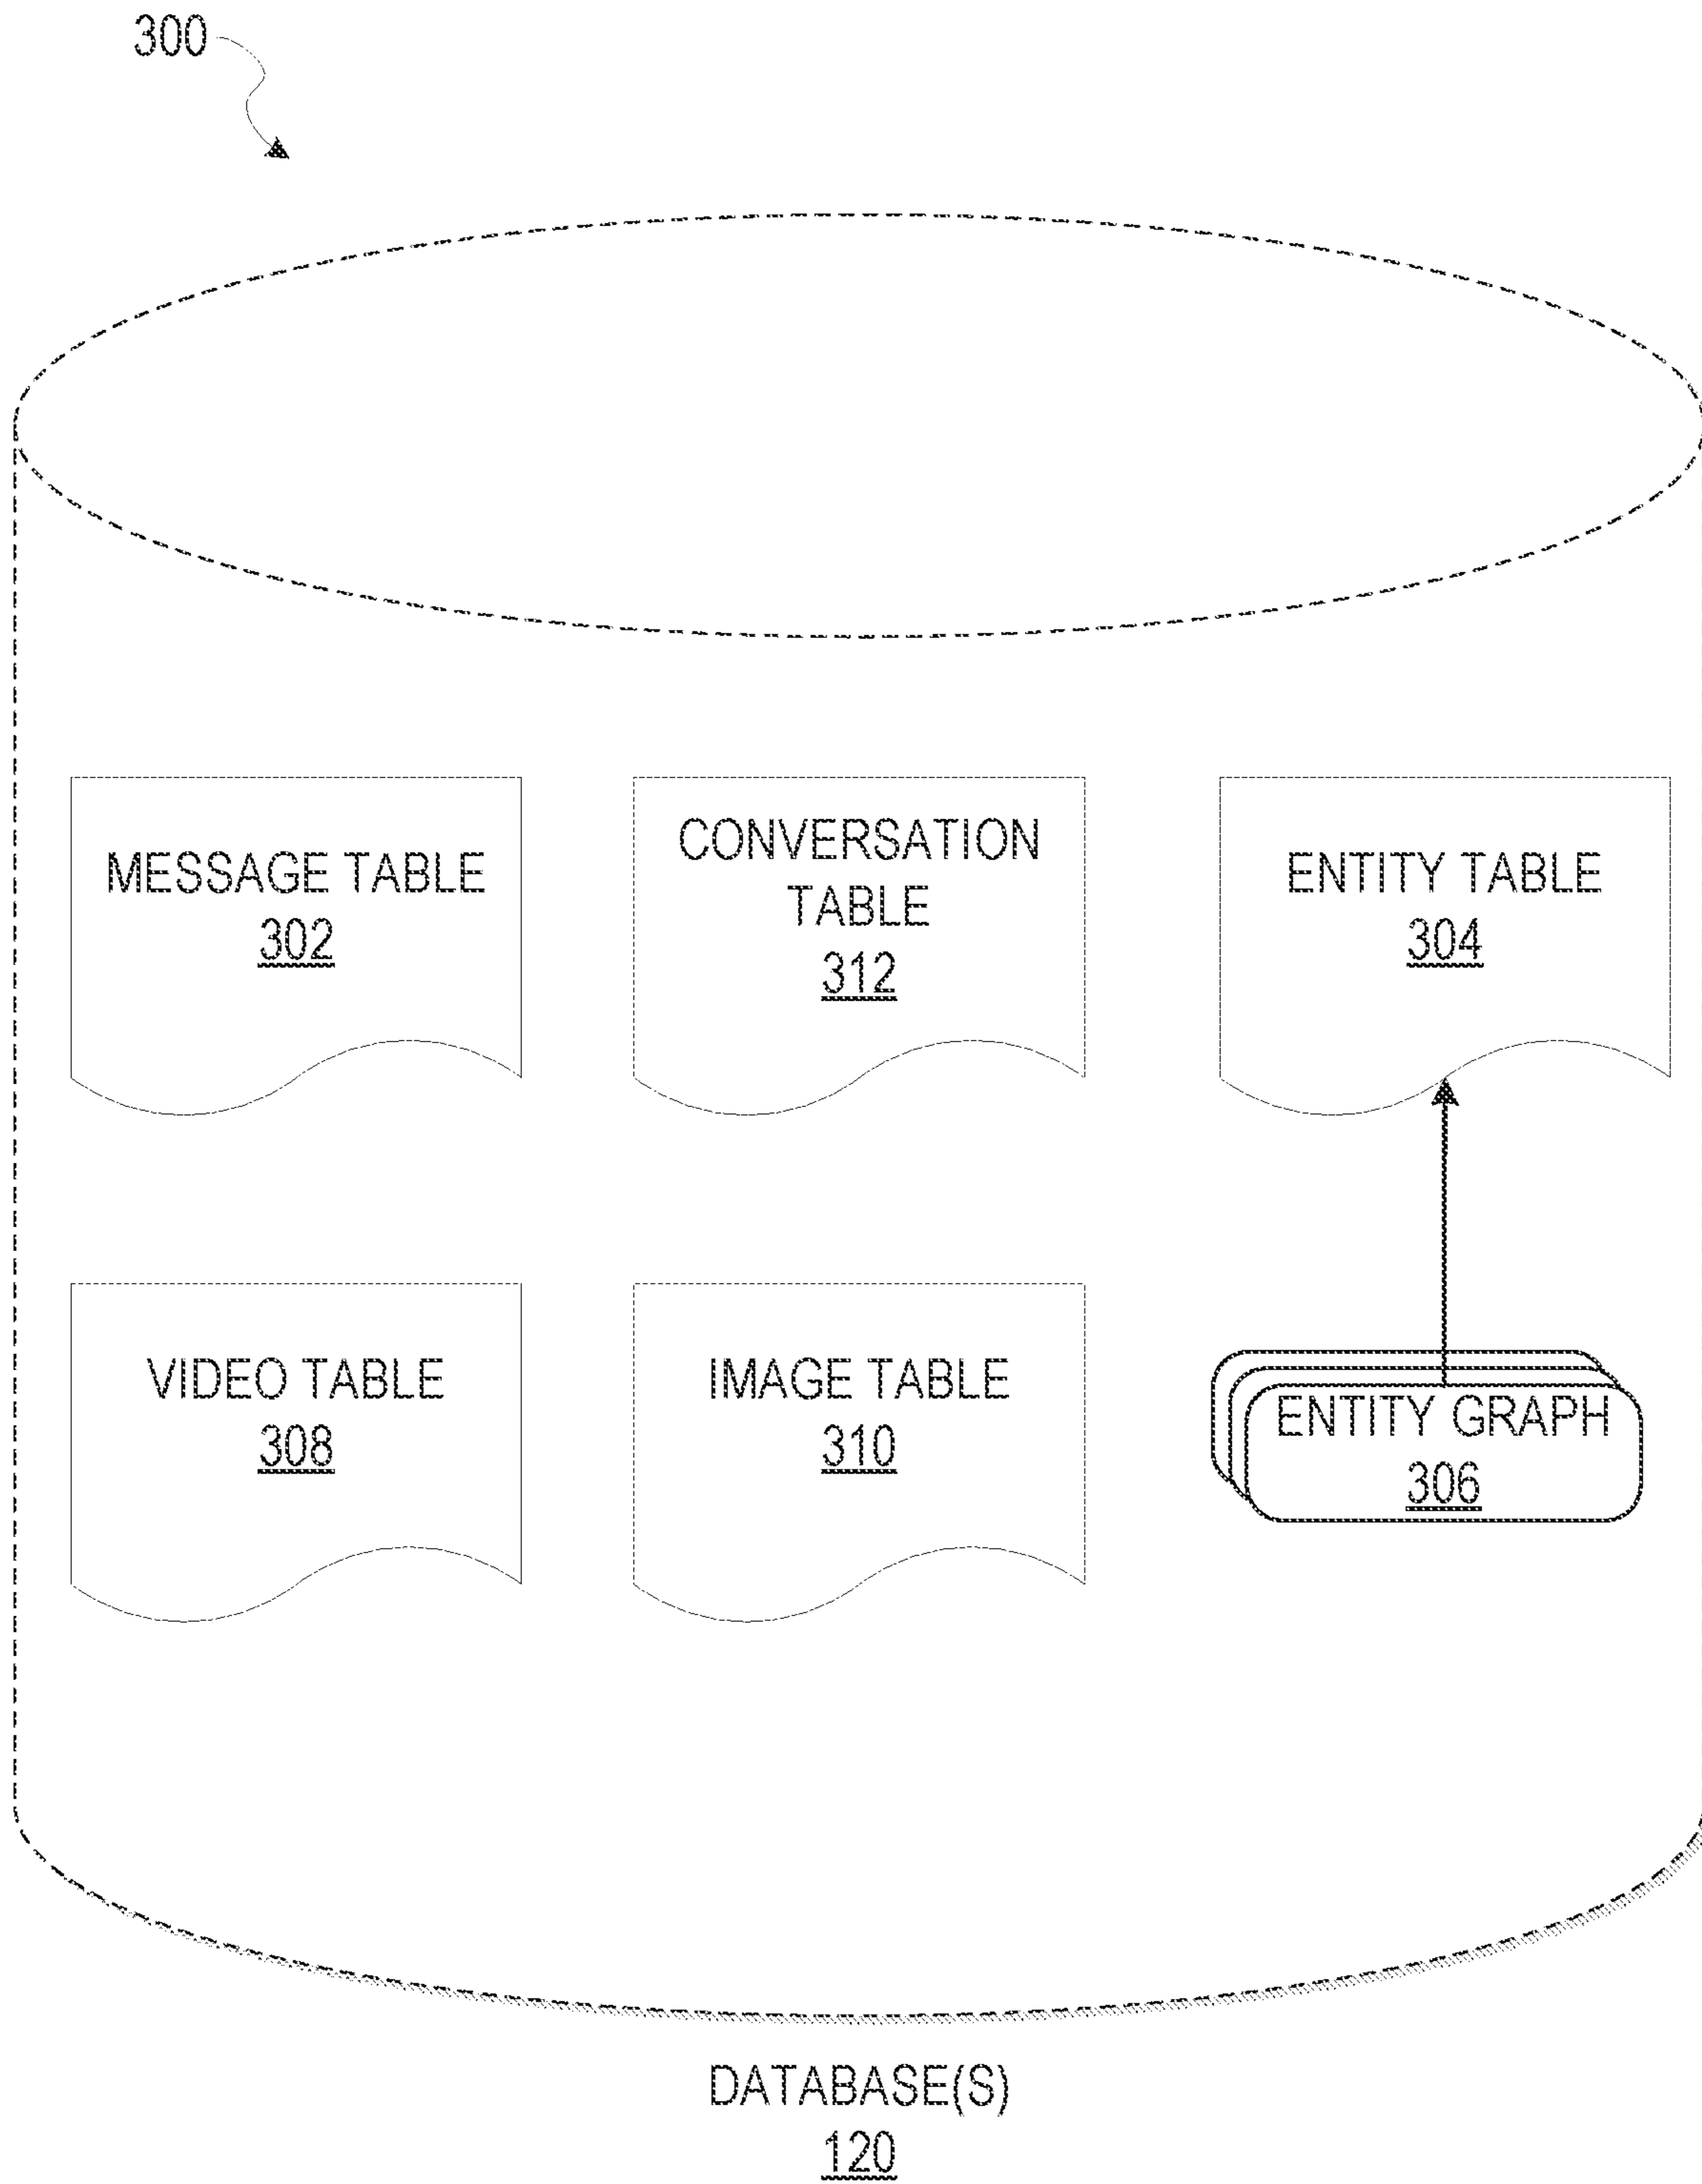 300
MESSAGE TABLE
302
CONVERSATION
TABLE
312
ENTITY TABLE
304
VIDEO TABLE
308
IMAGE TABLE
310
ENTITY GRAPH
306
DATABASE(S)
120